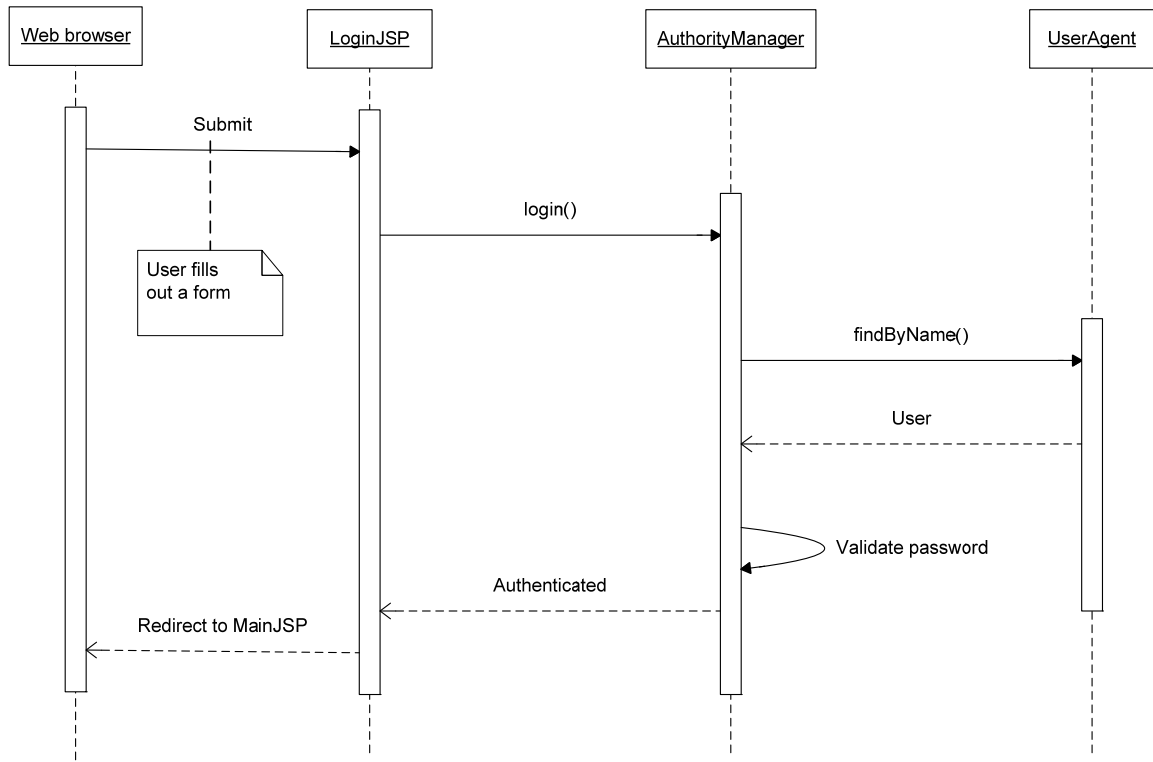 Web browser
LoginJSP
AuthorityManager
UserAgent
Submit
login()
User fills
out a form
findByName()
User
Validate password
Authenticated
Redirect to MainJSP